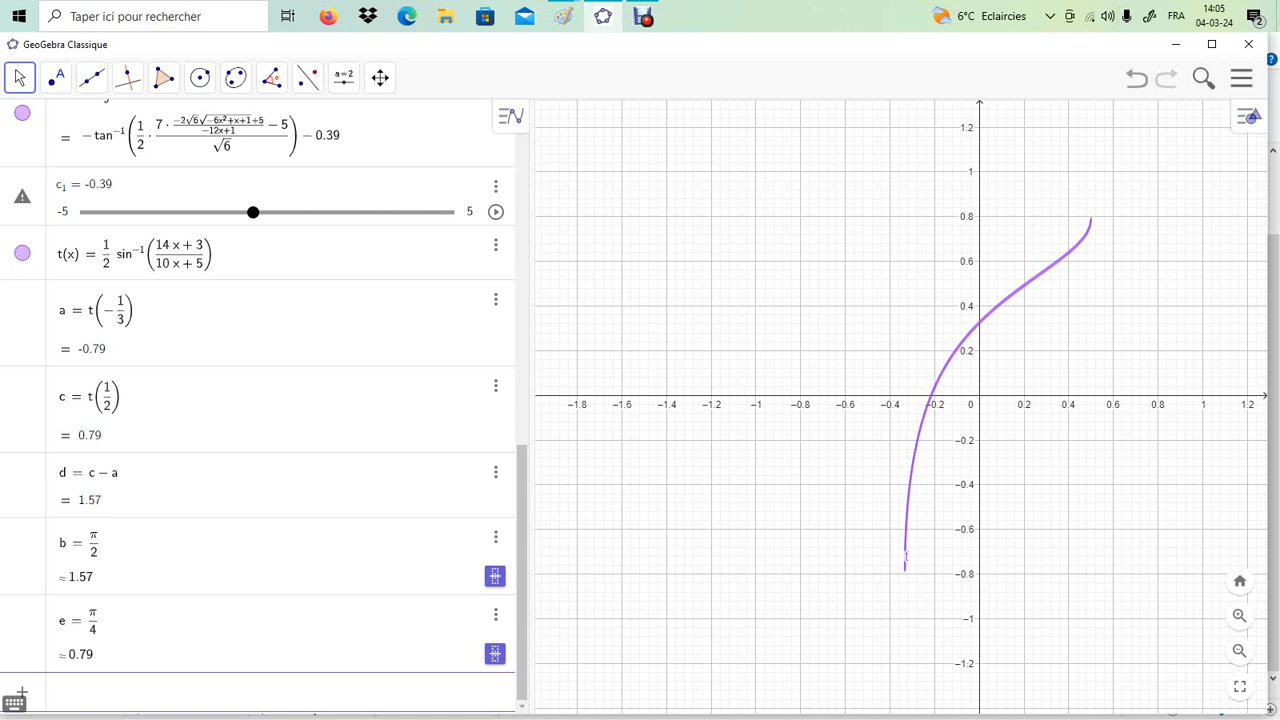 Taper ici pour rechercher
6°C Eclaircies
FRA
14:05
04-03-24
2
GeoGebra Classique
A
a=2
= −tan⁻¹(1/2 · (7 · (−2√6√(−6x²+x+1)+5)/(−12x+1) − 5)/√6) − 0.39
c₁ = -0.39
-5
5
t(x) = 1/2 sin⁻¹((14 x + 3)/(10 x + 5))
a = t(−1/3)
= -0.79
c = t(1/2)
= 0.79
d = c − a
= 1.57
b = π/2
≈ 1.57
e = π/4
≈ 0.79
1.2
1
0.8
0.6
0.4
0.2
−1.8 −1.6 −1.4 −1.2 −1 −0.8 −0.6 −0.4 −0.2 0 0.2 0.4 0.6 0.8 1 1.2
−0.2
−0.4
−0.6
t
−0.8
−1
−1.2